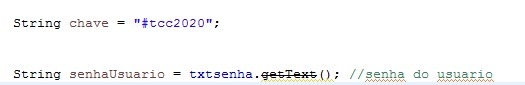 String chave = "#tcc2020";
String senhaUsuario = txtsenha.getText(); //senha do usuario